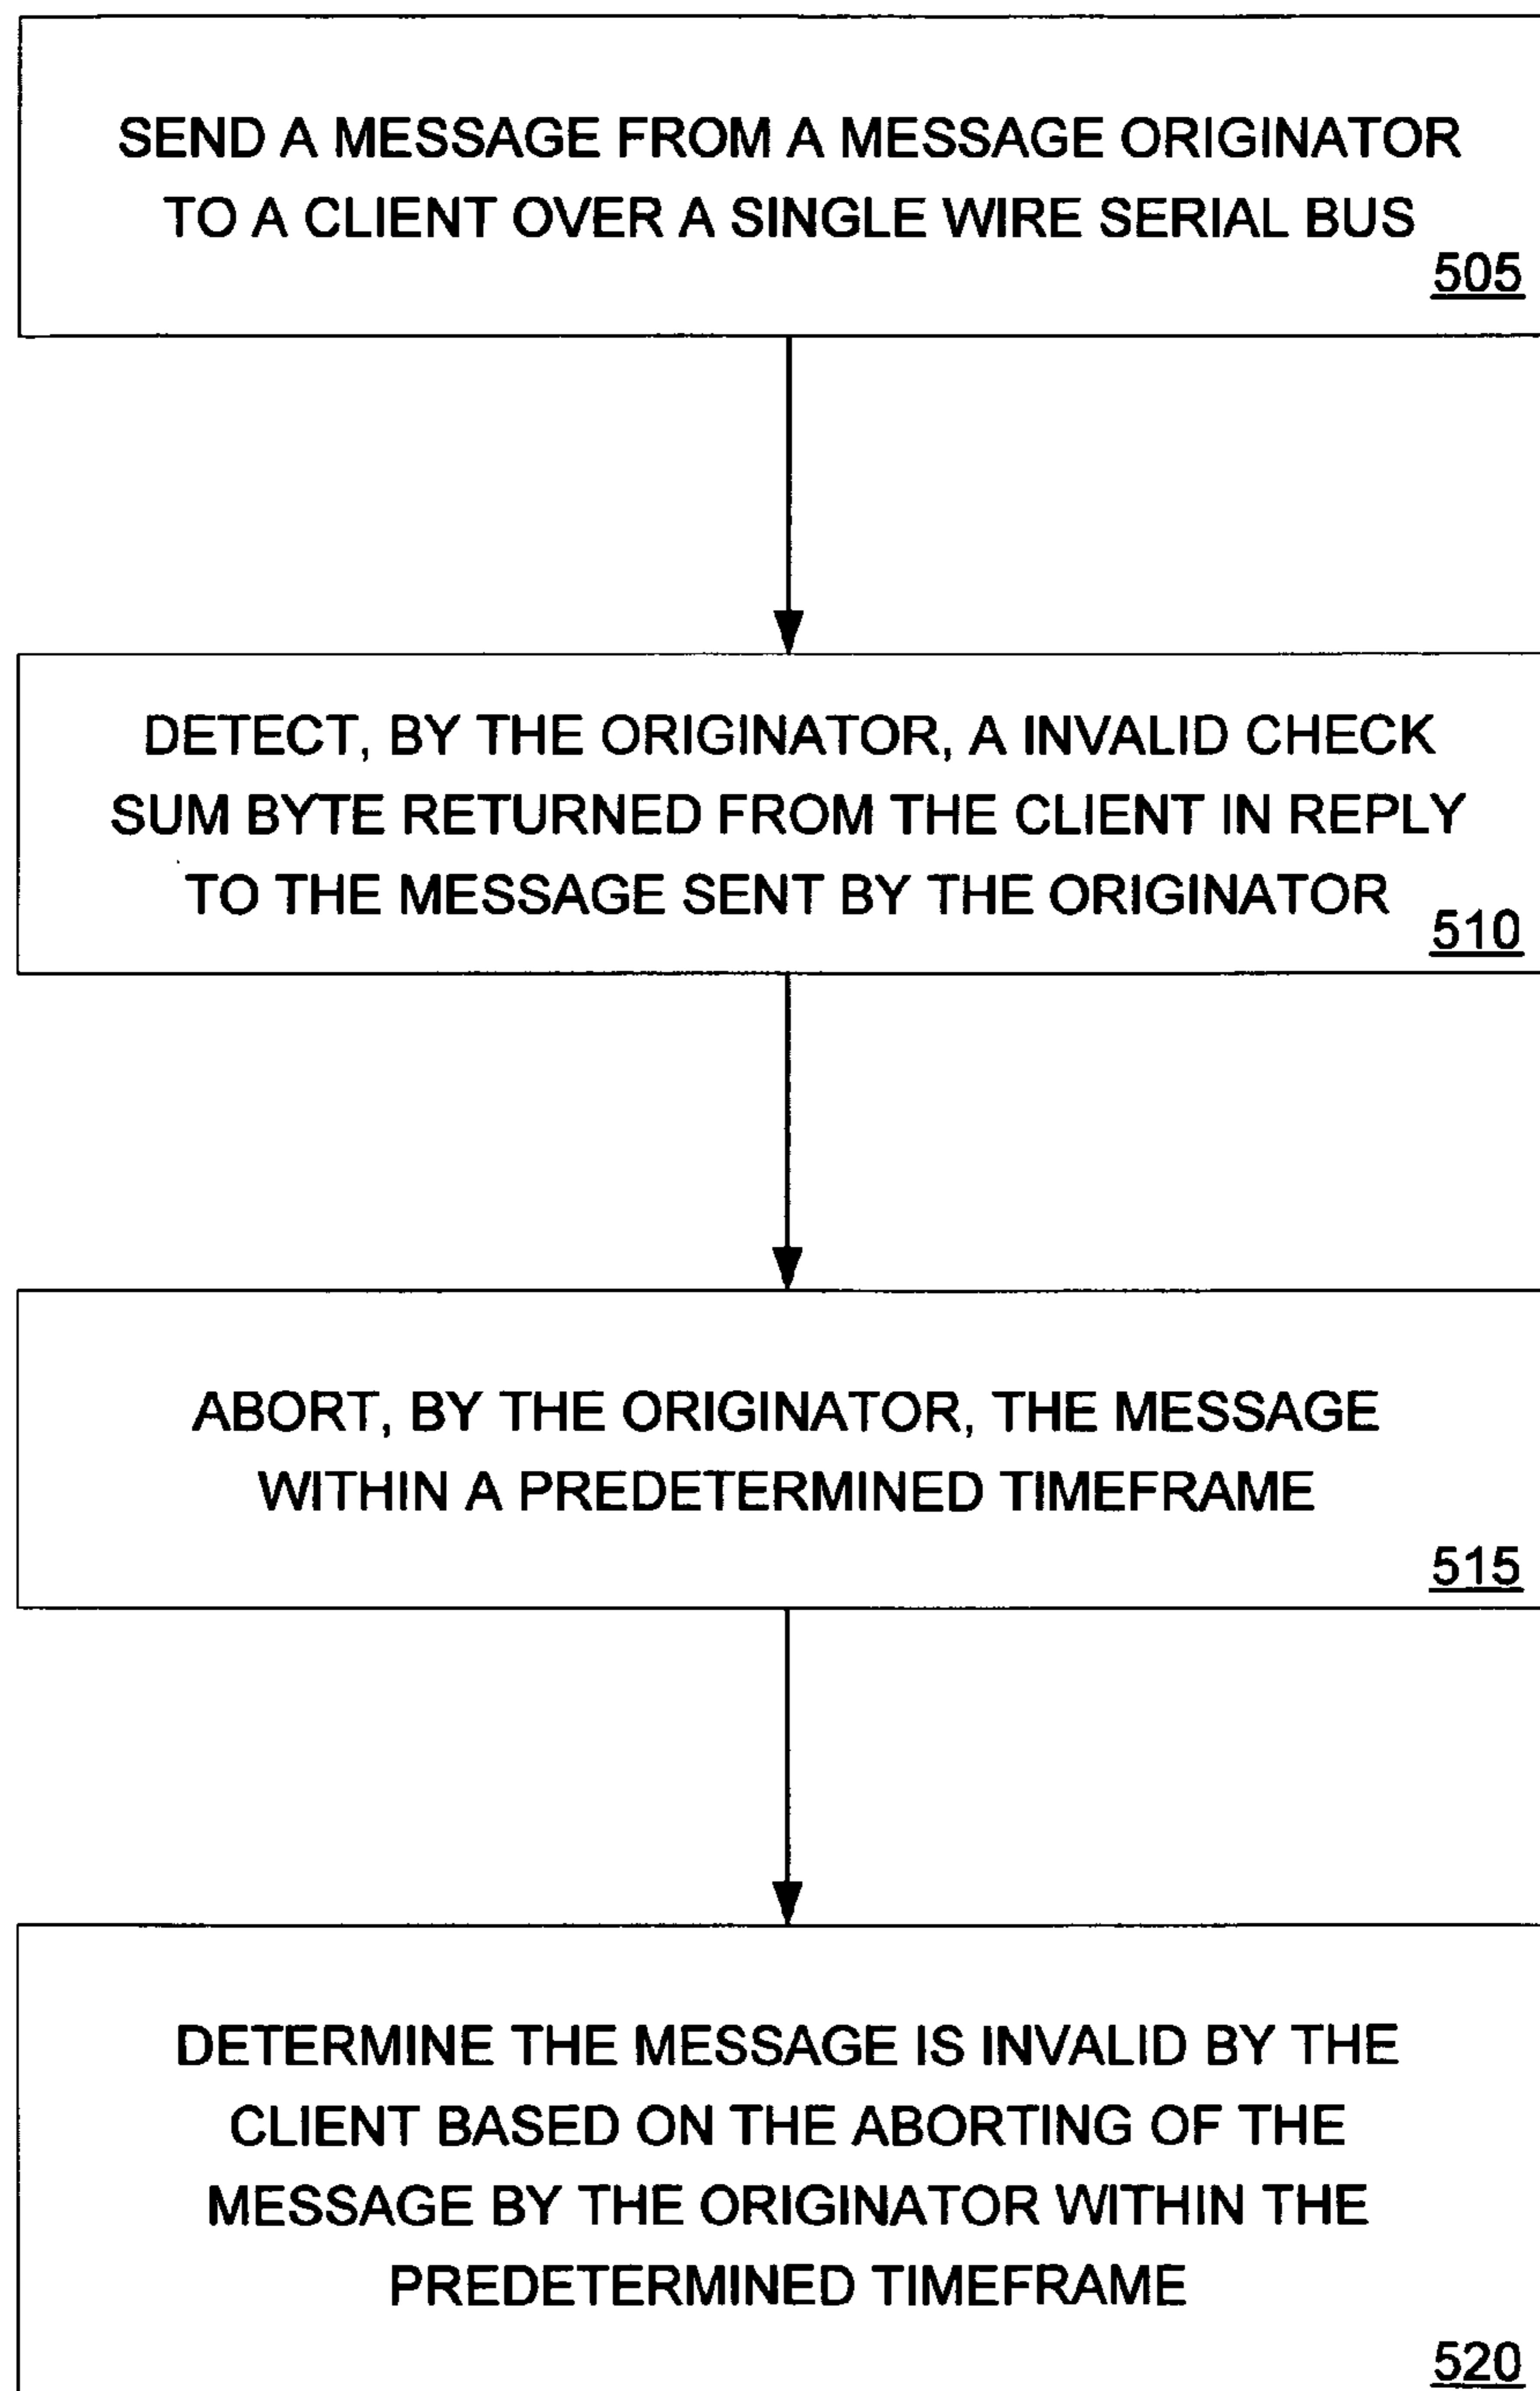 SEND A MESSAGE FROM A MESSAGE ORIGINATOR
TO A CLIENT OVER A SINGLE WIRE SERIAL BUS
505
DETECT, BY THE ORIGINATOR, A INVALID CHECK
SUM BYTE RETURNED FROM THE CLIENT IN REPLY
TO THE MESSAGE SENT BY THE ORIGINATOR
510
ABORT, BY THE ORIGINATOR, THE MESSAGE
WITHIN A PREDETERMINED TIMEFRAME
515
DETERMINE THE MESSAGE IS INVALID BY THE
CLIENT BASED ON THE ABORTING OF THE
MESSAGE BY THE ORIGINATOR WITHIN THE
PREDETERMINED TIMEFRAME
520